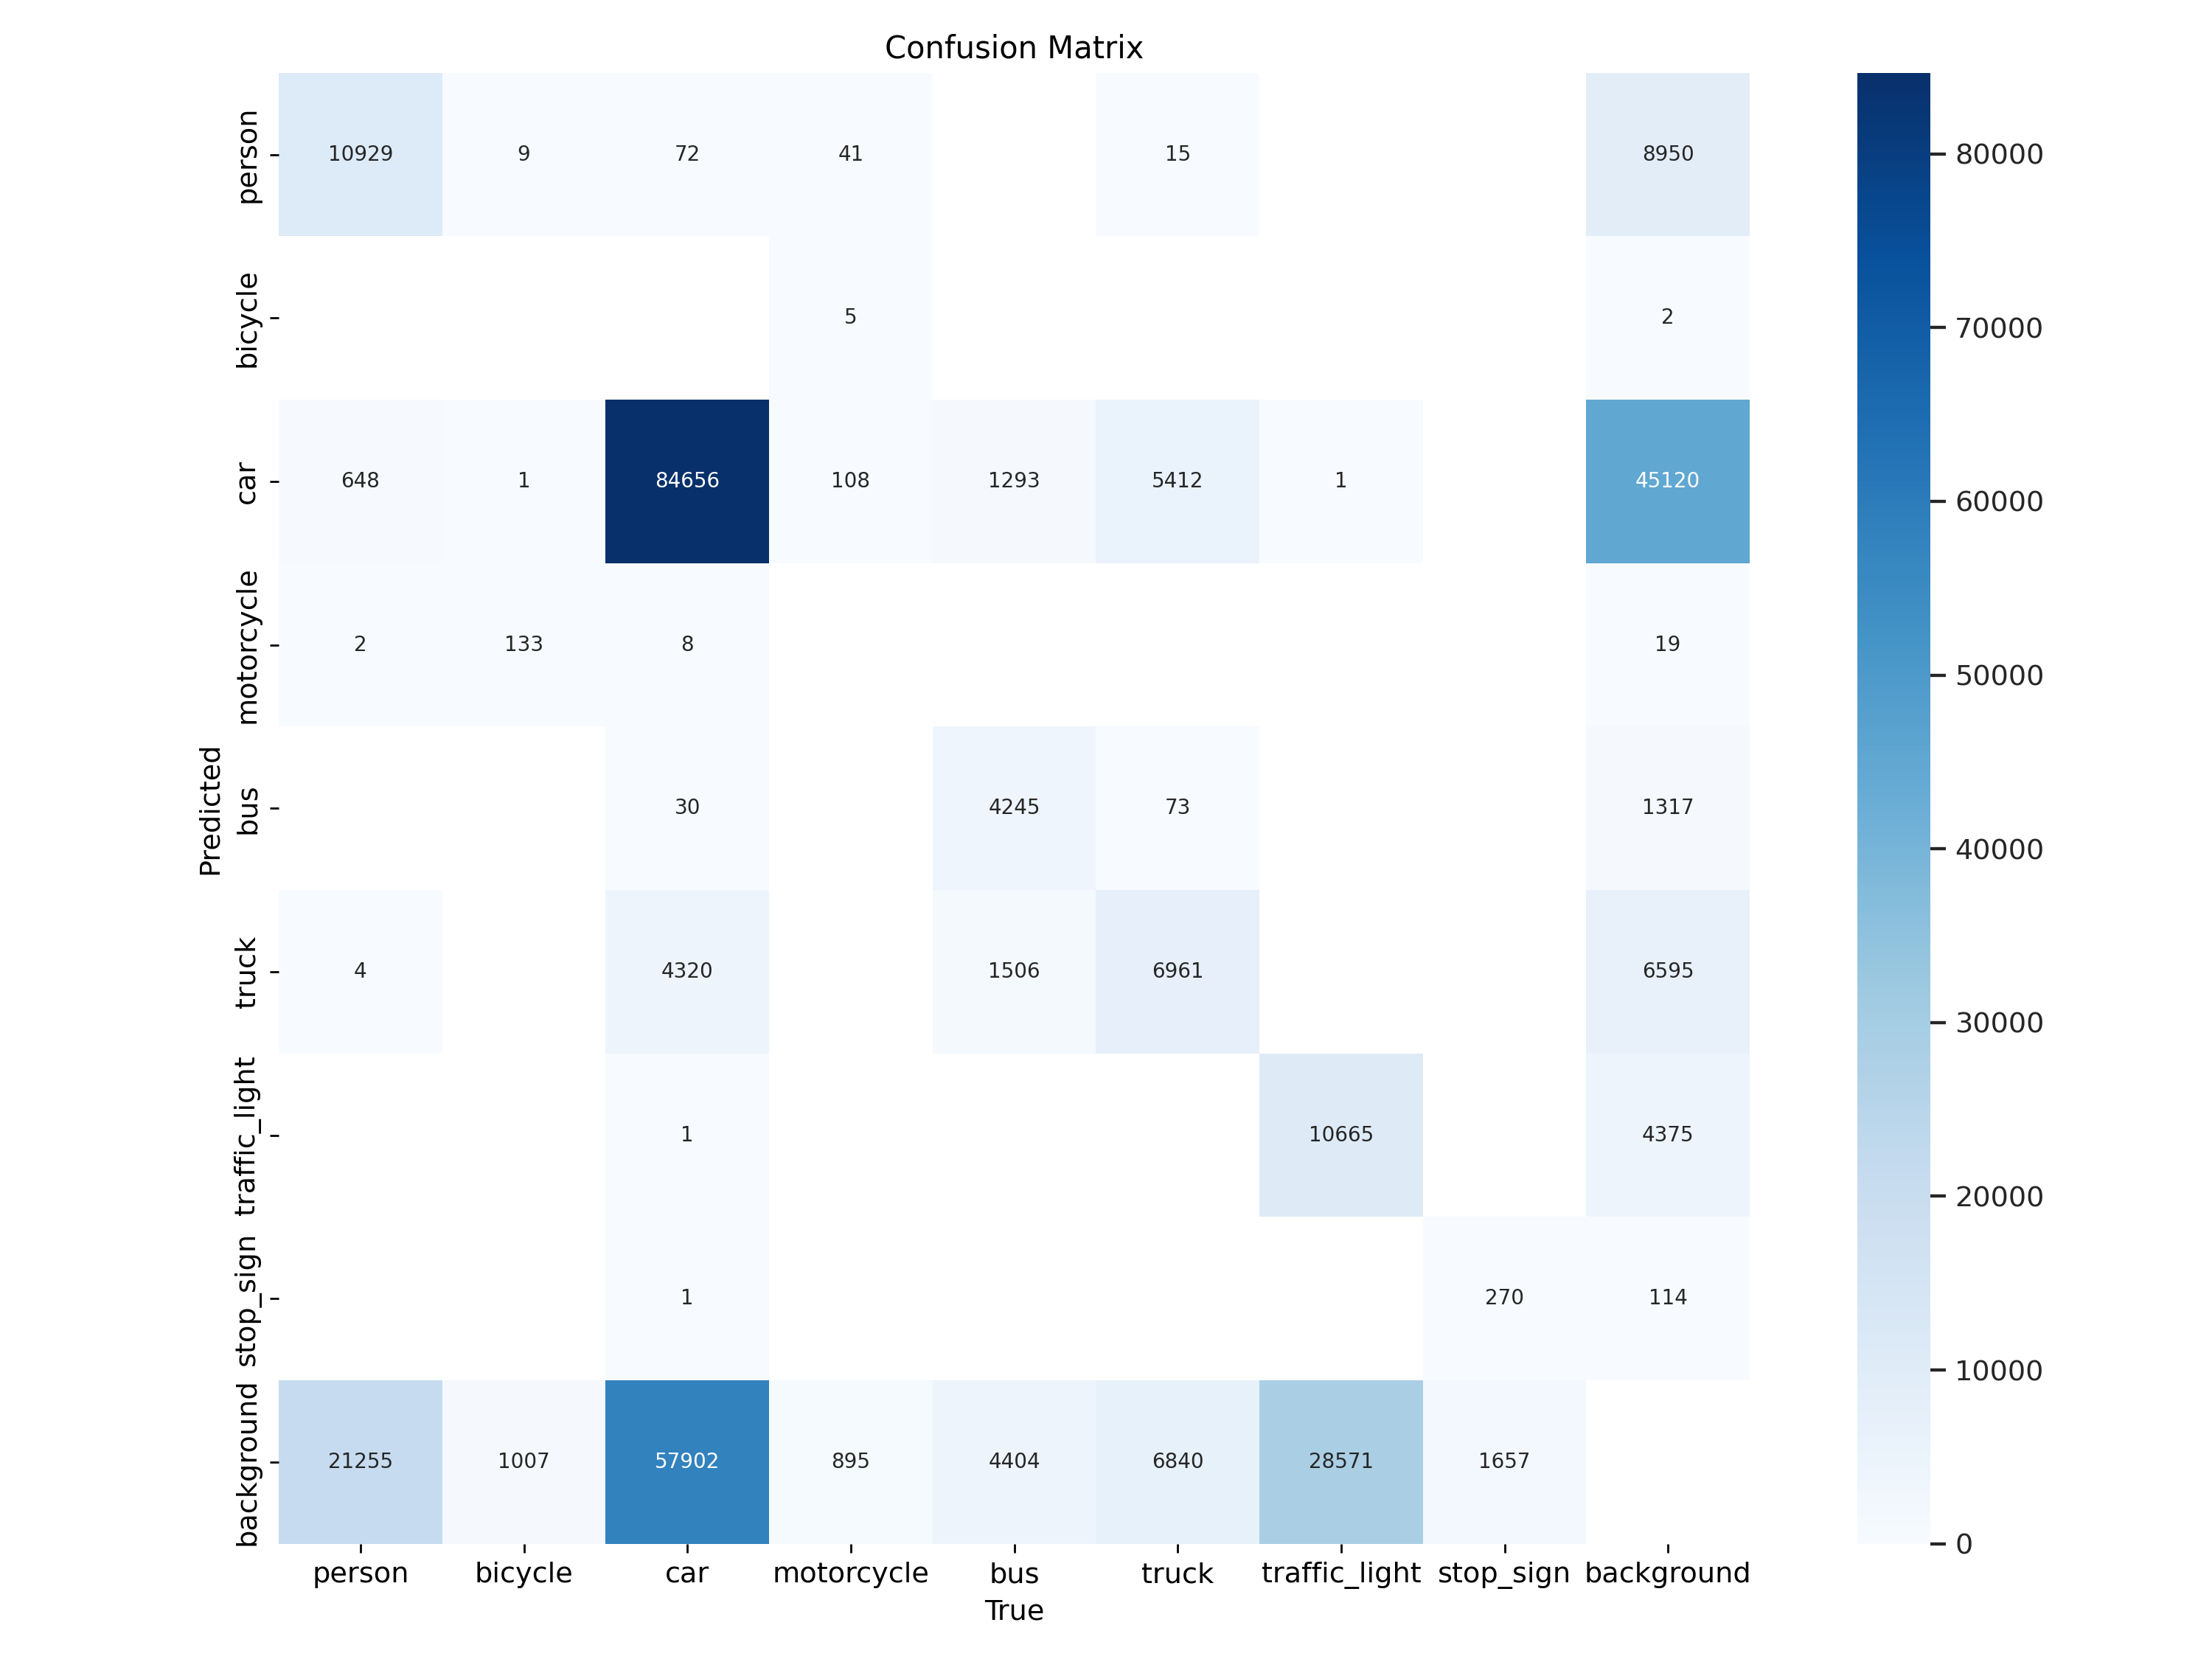 Confusion Matrix
person 10929 9 72 41 15 8950
bicycle 5 2
car 648 1 84656 108 1293 5412 1 45120
motorcycle 2 133 8 19
bus 30 4245 73 1317
truck 4 4320 1506 6961 6595
traffic_light 1 10665 4375
stop_sign 1 270 114
background 21255 1007 57902 895 4404 6840 28571 1657
person bicycle car motorcycle bus truck traffic_light stop_sign background
True
Predicted
80000
70000
60000
50000
40000
30000
20000
10000
0